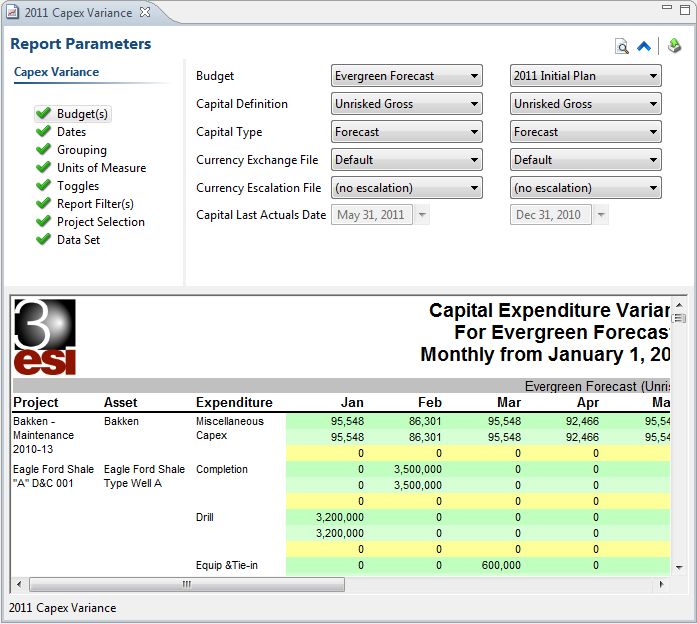 2011 Capex Variance
Report Parameters
Capex Variance
Budget(s)
Dates
Grouping
Units of Measure
Toggles
Report Filter(s)
Project Selection
Data Set
Budget Evergreen Forecast 2011 Initial Plan
Capital Definition Unrisked Gross Unrisked Gross
Capital Type Forecast Forecast
Currency Exchange File Default Default
Currency Escalation File (no escalation) (no escalation)
Capital Last Actuals Date May 31, 2011 Dec 31, 2010
3
esi
Capital Expenditure Varian
For Evergreen Forecast
Monthly from January 1, 20
Evergreen Forecast (Unris
Project Asset Expenditure Jan Feb Mar Apr Ma
Bakken - Bakken Miscellaneous 95,548 86,301 95,548 92,466 95,54
Maintenance Capex 95,548 86,301 95,548 92,466 95,54
2010-13 0 0 0 0
Eagle Ford Shale Eagle Ford Shale Completion 0 3,500,000 0 0
"A" D&C 001 Type Well A 0 3,500,000 0 0
0 0 0 0
Drill 3,200,000 0 0 0
3,200,000 0 0 0
0 0 0 0
Equip &Tie-in 0 0 600,000 0
2011 Capex Variance